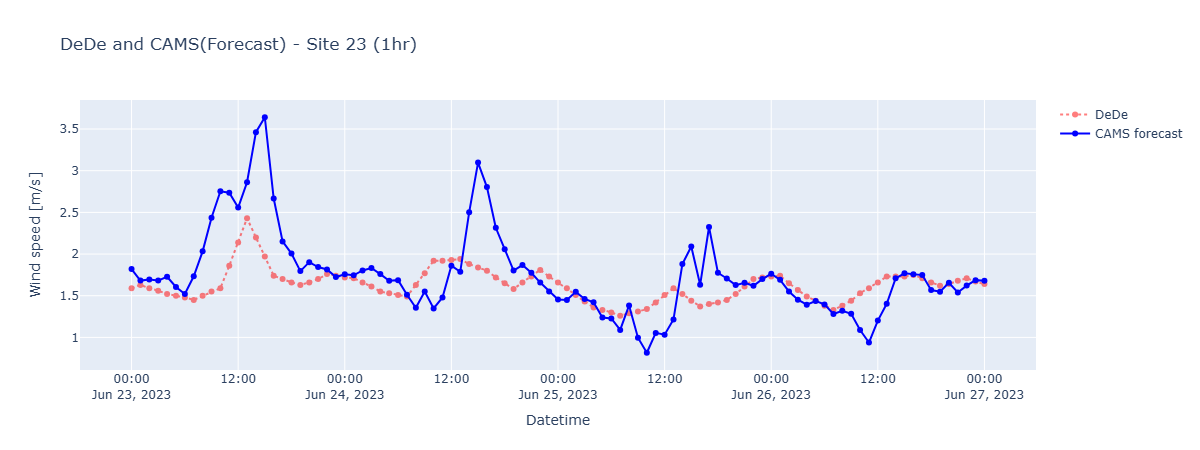 DeDe and CAMS(Forecast) - Site 23 (1hr)
DeDe
CAMS forecast
Wind speed [m/s]
3.5
3
2.5
2
1.5
1
00:00 12:00 00:00 12:00 00:00 12:00 00:00 12:00 00:00
Jun 23, 2023 Jun 24, 2023 Jun 25, 2023 Jun 26, 2023 Jun 27, 2023
Datetime